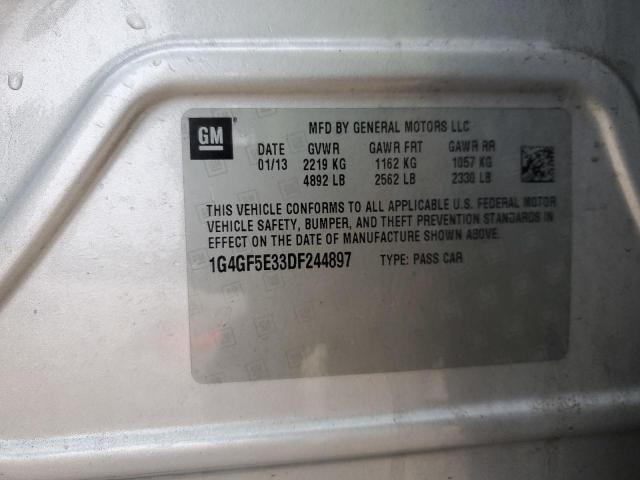 GM
MFD BY GENERAL MOTORS LLC
DATE GVWR GAWR FRT GAWR RR
01/13 2219 KG 1162 KG 1057 KG
4892 LB 2562 LB 2330 LB
THIS VEHICLE CONFORMS TO ALL APPLICABLE U.S. FEDERAL MOTOR
VEHICLE SAFETY, BUMPER, AND THEFT PREVENTION STANDARDS IN
EFFECT ON THE DATE OF MANUFACTURE SHOWN ABOVE.
1G4GF5E33DF244897 TYPE: PASS CAR